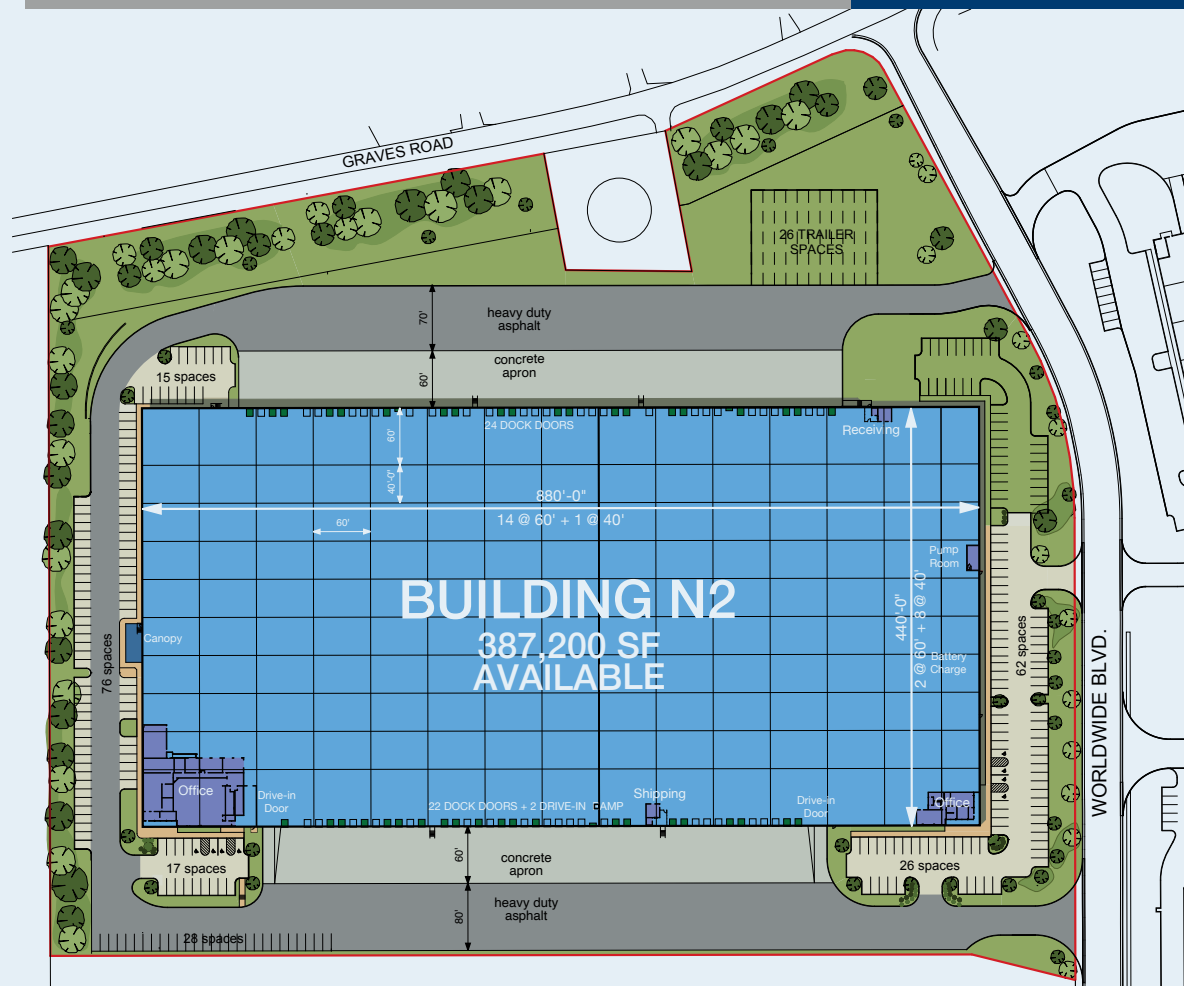 GRAVES ROAD
26 TRAILER
SPACES
70'
heavy duty
asphalt
60'
concrete
apron
15 spaces
24 DOCK DOORS
Receiving
60'
40'-0"
880'-0"
14 @ 60' + 1 @ 40'
60'
Pump
Room
BUILDING N2
387,200 SF
AVAILABLE
440'-0"
2 @ 60' + 8 @ 40'
Canopy
76 spaces
Battery
Charge
62 spaces
WORLDWIDE BLVD.
Office
Drive-in
Door
22 DOCK DOORS + 2 DRIVE-IN RAMP
Shipping
Drive-in
Door
Office
60'
concrete
apron
17 spaces
26 spaces
80'
heavy duty
asphalt
28 spaces